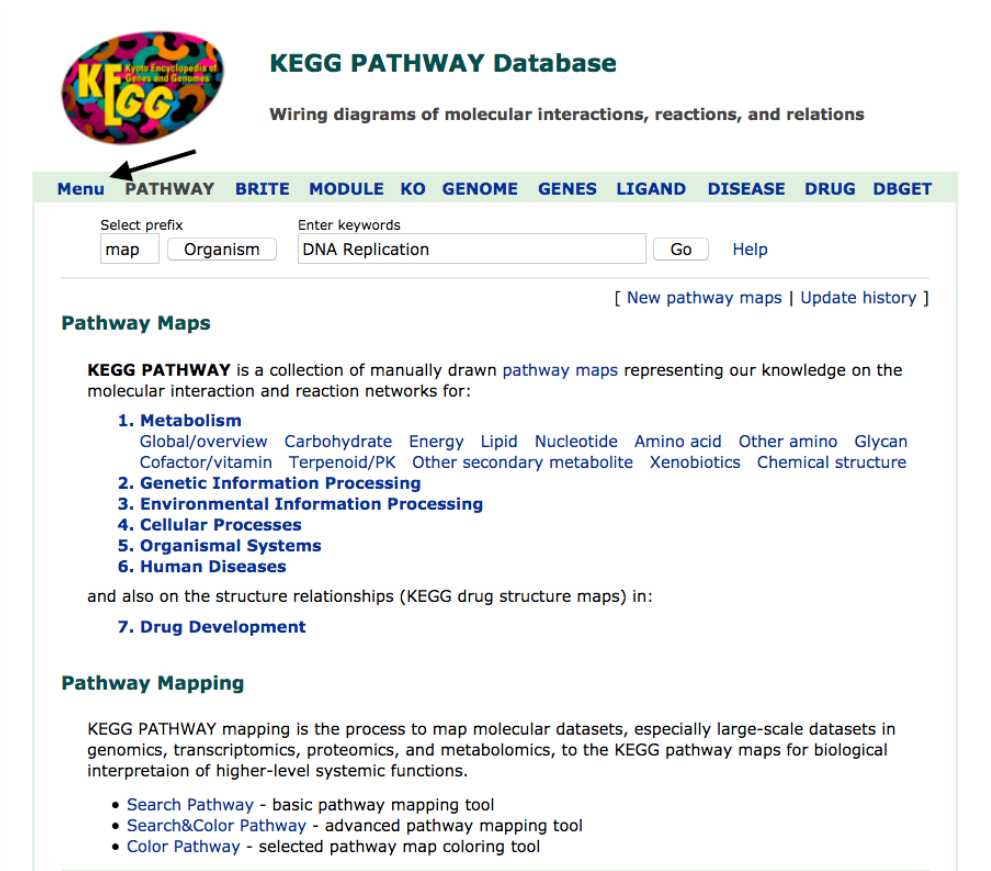 Kyoto Encyclopedia of
Genes and Genomes
KEGG
KEGG PATHWAY Database
Wiring diagrams of molecular interactions, reactions, and relations
Menu PATHWAY BRITE MODULE KO GENOME GENES LIGAND DISEASE DRUG DBGET
Select prefix Enter keywords
map Organism DNA Replication Go Help
[ New pathway maps | Update history ]
Pathway Maps
KEGG PATHWAY is a collection of manually drawn pathway maps representing our knowledge on the
molecular interaction and reaction networks for:
1. Metabolism
Global/overview Carbohydrate Energy Lipid Nucleotide Amino acid Other amino Glycan
Cofactor/vitamin Terpenoid/PK Other secondary metabolite Xenobiotics Chemical structure
2. Genetic Information Processing
3. Environmental Information Processing
4. Cellular Processes
5. Organismal Systems
6. Human Diseases
and also on the structure relationships (KEGG drug structure maps) in:
7. Drug Development
Pathway Mapping
KEGG PATHWAY mapping is the process to map molecular datasets, especially large-scale datasets in
genomics, transcriptomics, proteomics, and metabolomics, to the KEGG pathway maps for biological
interpretaion of higher-level systemic functions.
• Search Pathway - basic pathway mapping tool
• Search&Color Pathway - advanced pathway mapping tool
• Color Pathway - selected pathway map coloring tool